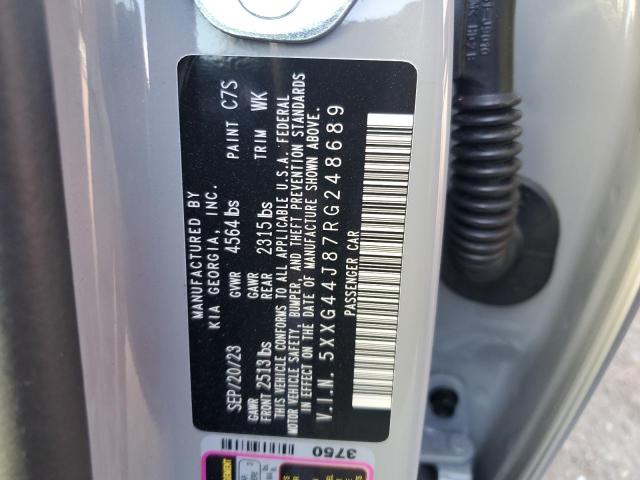 MANUFACTURED BY
KIA GEORGIA, INC.
SEP/20/23 GVWR 4564lbs PAINT C7S
GAWR FRONT 2513lbs GAWR REAR 2315lbs TRIM WK
THIS VEHICLE CONFORMS TO ALL APPLICABLE U.S.A. FEDERAL
MOTOR VEHICLE SAFETY, BUMPER, AND THEFT PREVENTION STANDARDS
IN EFFECT ON THE DATE OF MANUFACTURE SHOWN ABOVE.
V.I.N. 5XXG44J87RG248689
PASSENGER CAR
3750